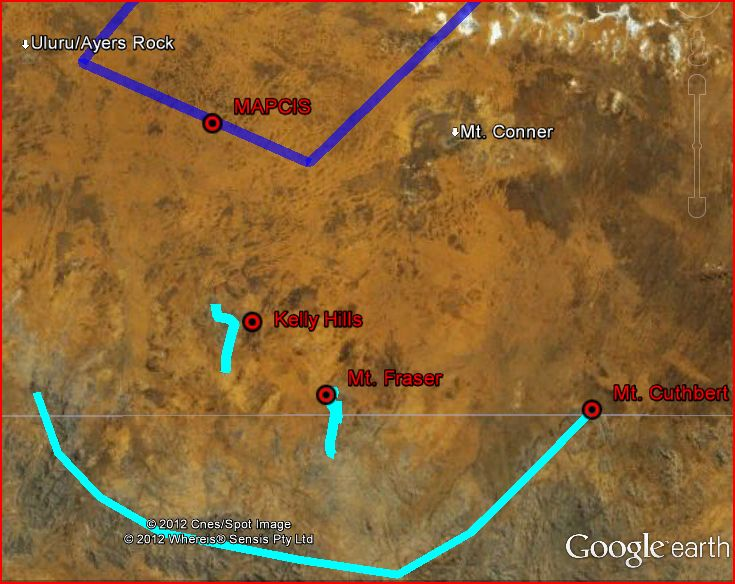 Uluru/Ayers Rock
MAPCIS
Mt. Conner
Kelly Hills
Mt. Fraser
Mt. Cuthbert
© 2012 Cnes/Spot Image
© 2012 Whereis® Sensis Pty Ltd
Google earth